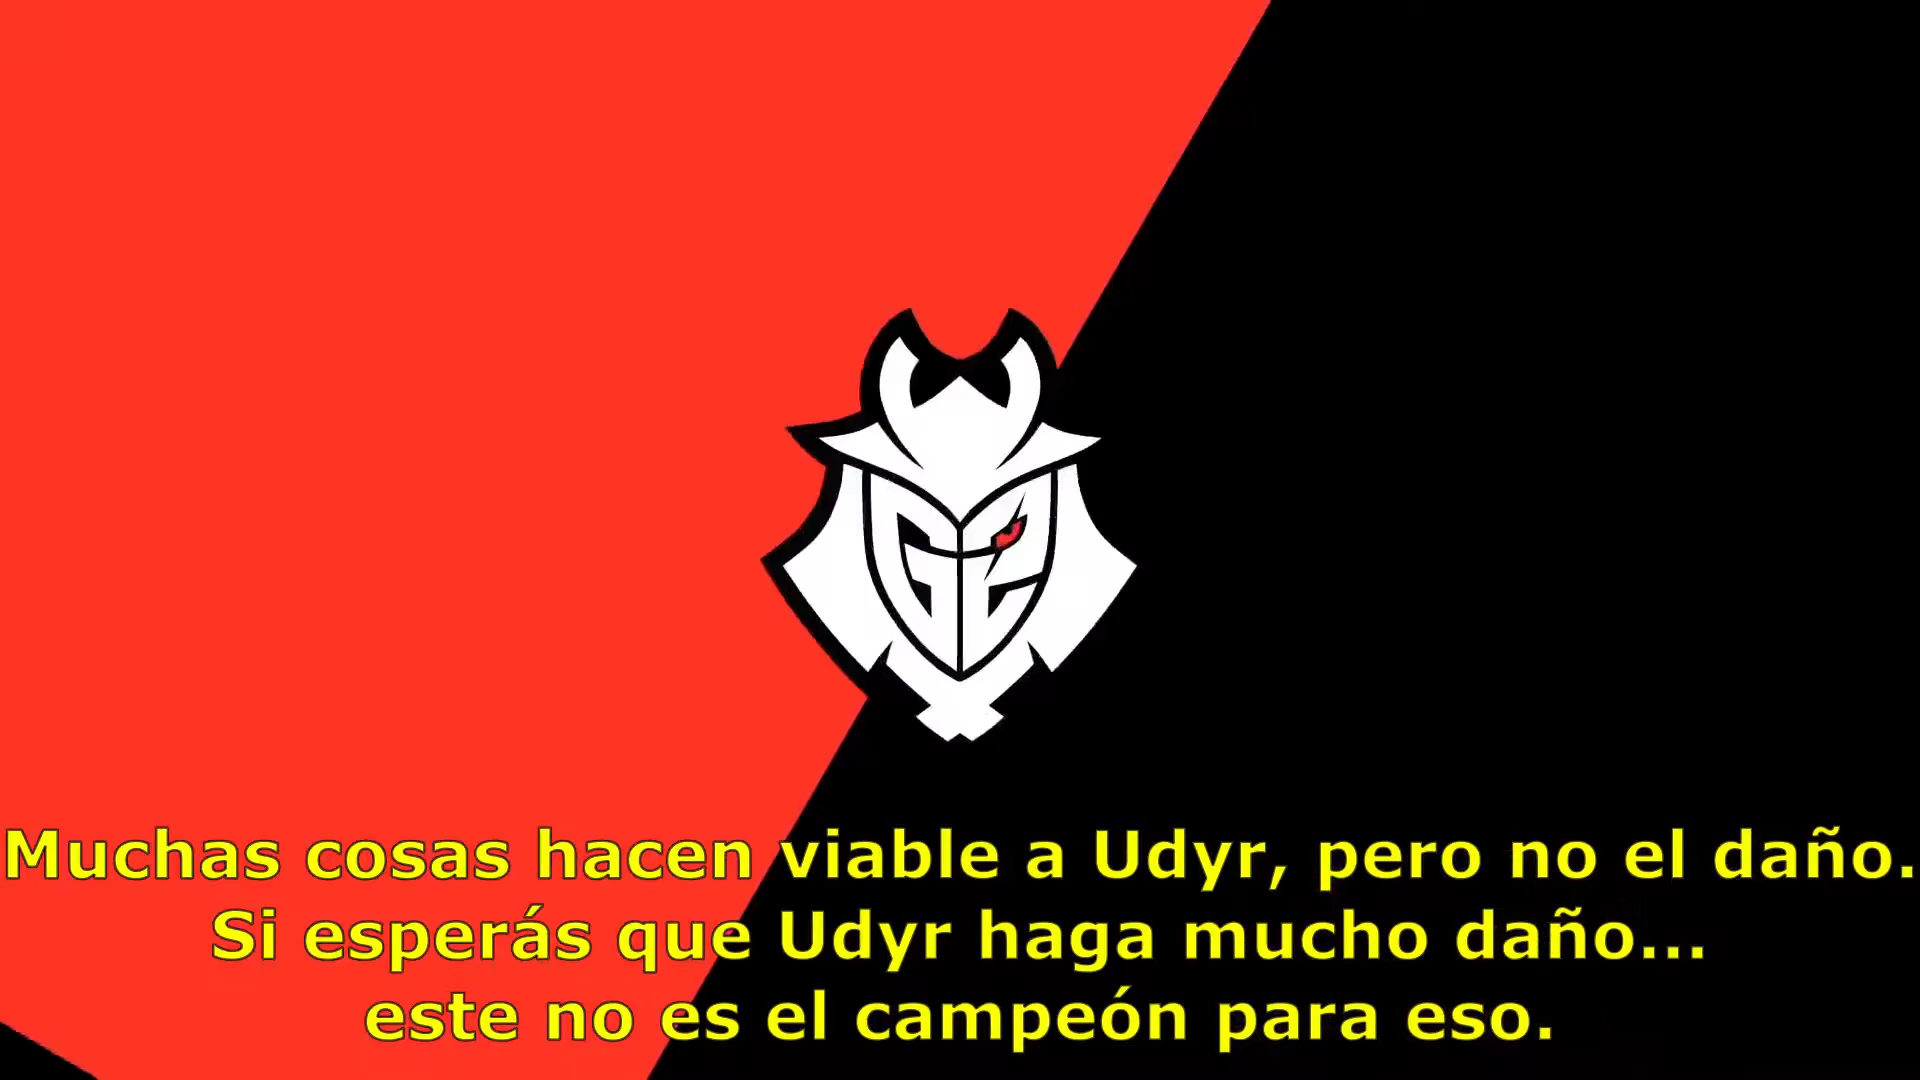 G2
Muchas cosas hacen viable a Udyr, pero no el daño.
Si esperás que Udyr haga mucho daño...
este no es el campeón para eso.